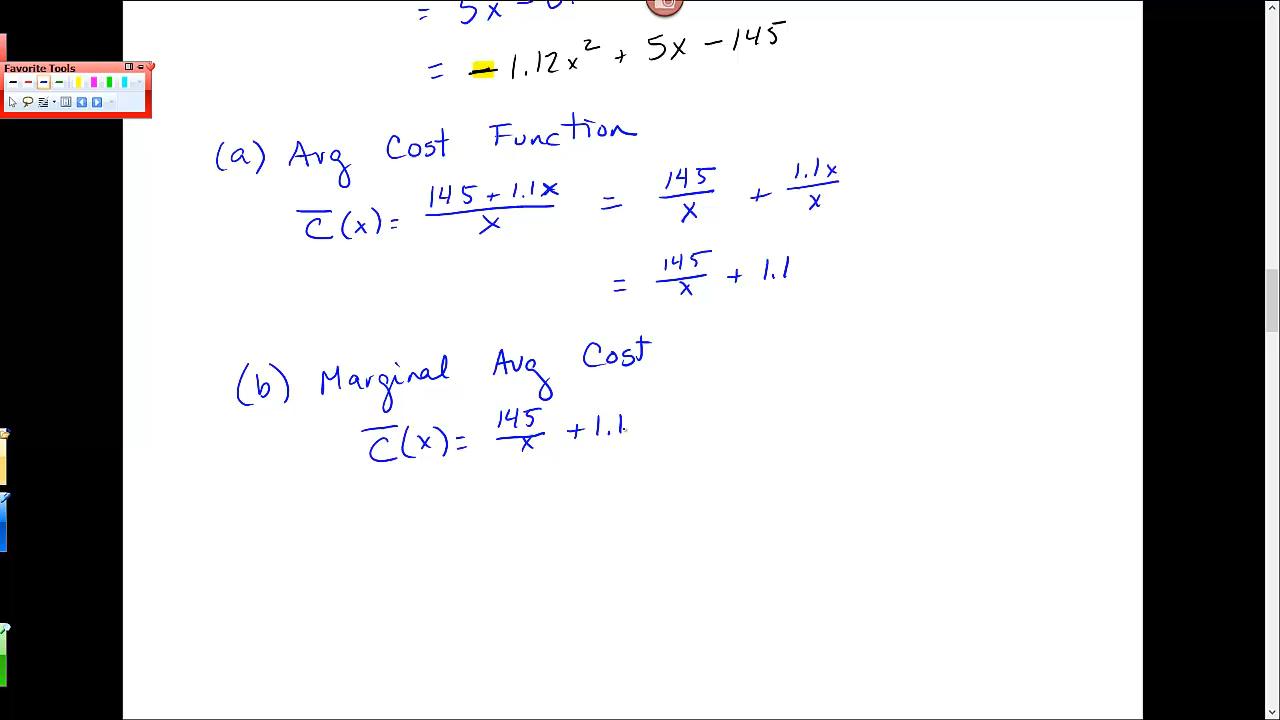 = 5x -
= - 1.12x² + 5x - 145
Favorite Tools
(a) Avg Cost Function
C̅(x) = (145 + 1.1x)/x = 145/x + 1.1x/x
= 145/x + 1.1
(b) Marginal Avg Cost
C̅(x) = 145/x + 1.1